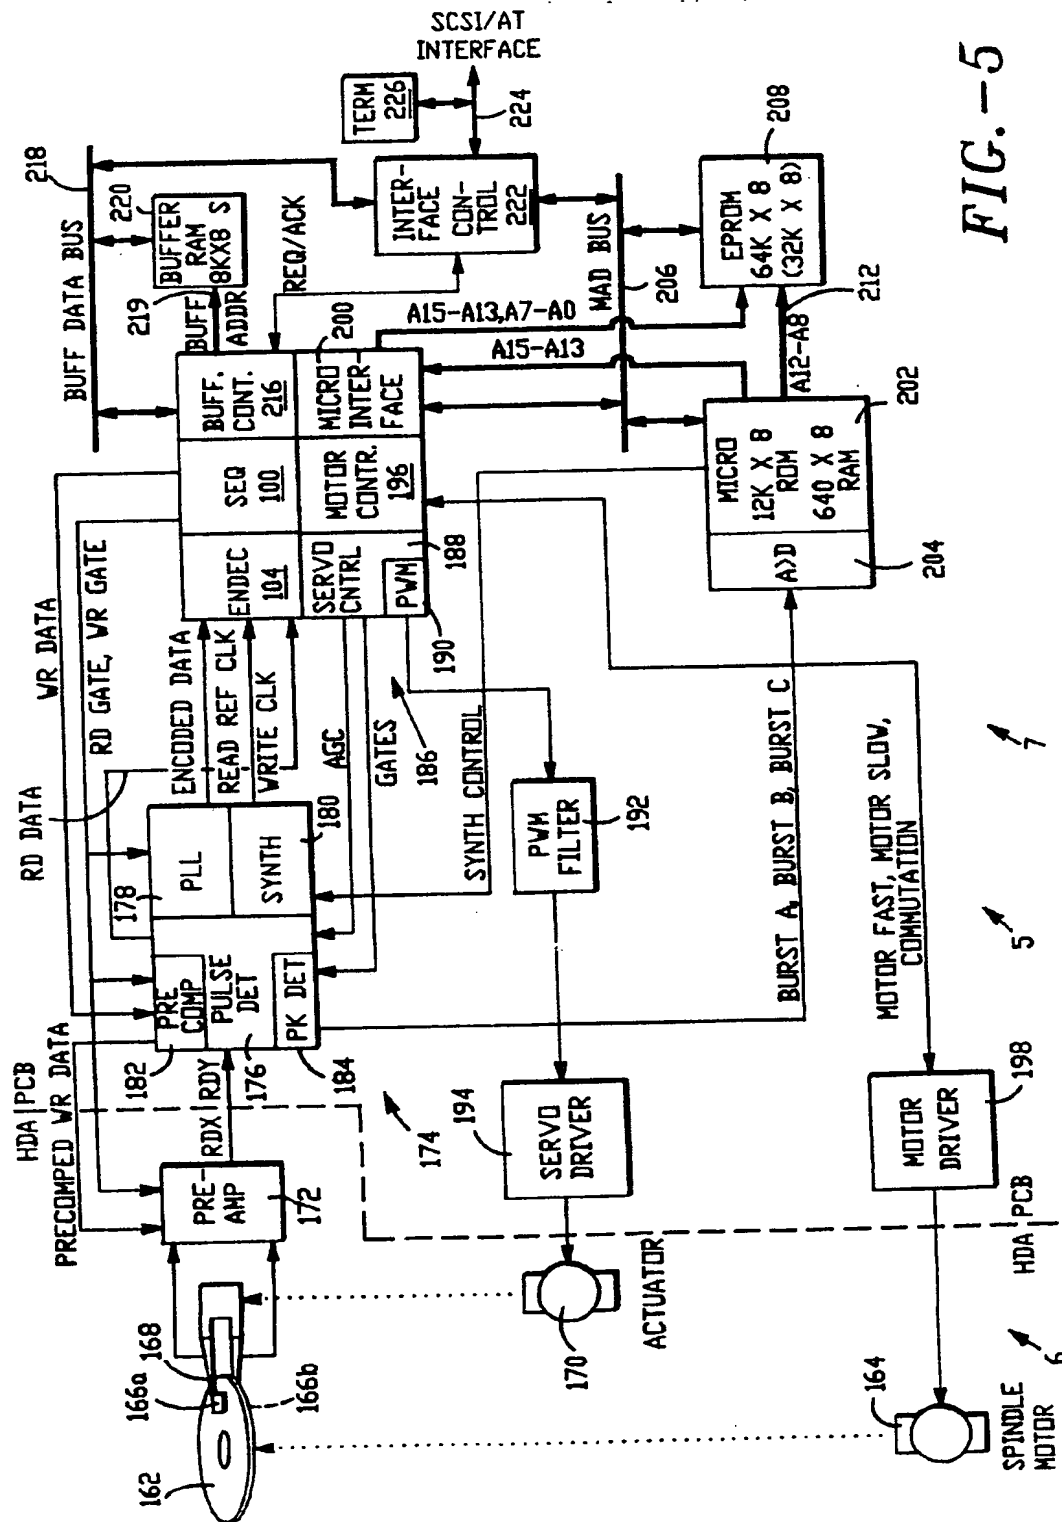 SCSI/AT
INTERFACE
TERM
226
224
218
BUFF DATA BUS
220
BUFFER
RAM
8KX8 S
219
BUFF
ADDR
REQ/ACK
INTER-
FACE
CON-
TROL
222
MAD BUS
206
208
EPROM
64K X 8
(32K X 8)
212
A12-A8
A15-A13,A7-A0
A15-A13
200
BUFF.
CONT.
216
MICRO
INTER
FACE
SEQ
100
MOTOR
CONTR.
196
ENDEC
104
SERVO
CNTRL
188
PWM
190
186
202
MICRO
12K X 8
ROM
640 X 8
RAM
A>D
204
WR DATA
RD GATE, WR GATE
RD DATA
ENCODED DATA
READ REF CLK
WRITE CLK
AGC
GATES
SYNTH CONTROL
178
PLL
SYNTH
180
PRE
COMP
182
PULSE
DET
176
PK DET
184
174
PWM
FILTER
192
BURST A, BURST B, BURST C
MOTOR FAST, MOTOR SLOW,
COMMUTATION
HDA|PCB
PRECOMPED WR DATA
RDX|RDY
PRE-
AMP
172
194
SERVO
DRIVER
MOTOR
DRIVER
198
HDA|PCB
168
166a
166b
162
170
ACTUATOR
164
SPINDLE
MOTOR
5
6
7
FIG.-5